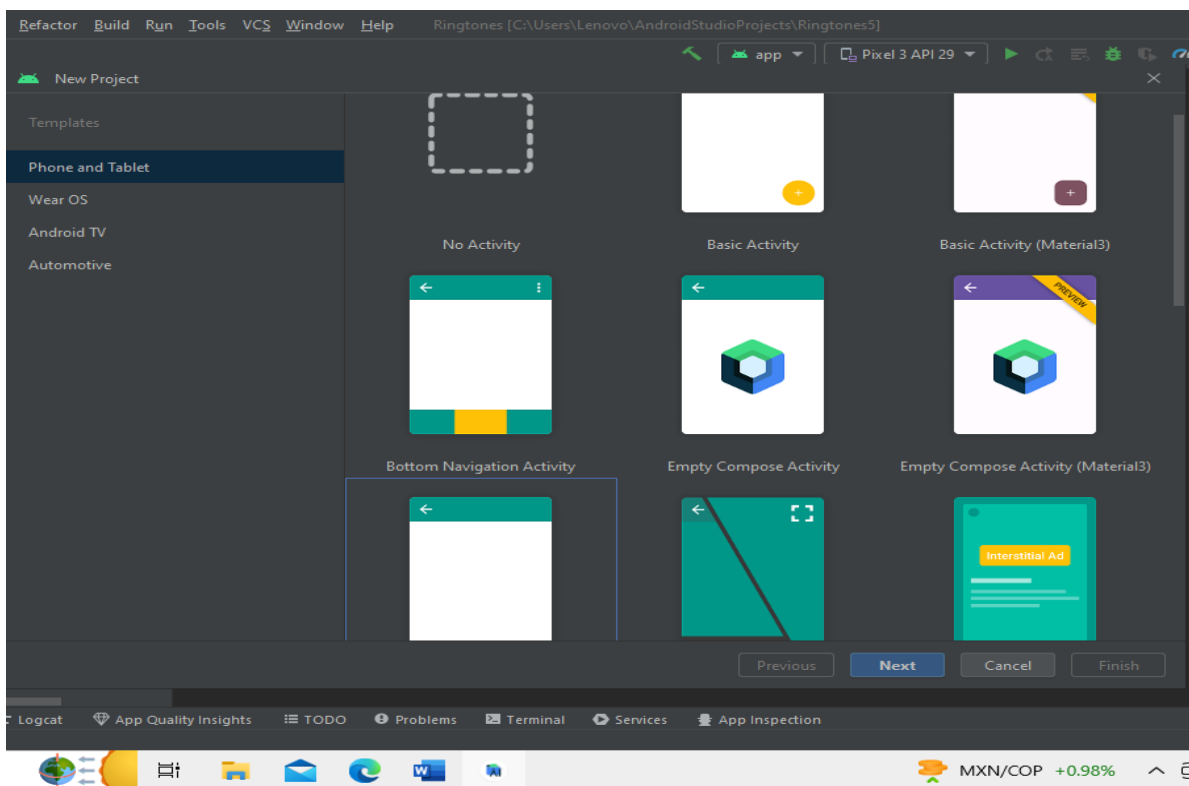 Refactor Build Run Tools VCS Window Help Ringtones [C:\Users\Lenovo\AndroidStudioProjects\Ringtones5]
app Pixel 3 API 29
New Project
Templates
Phone and Tablet
Wear OS
Android TV
Automotive
No Activity Basic Activity Basic Activity (Material3)
PREVIEW
Bottom Navigation Activity Empty Compose Activity Empty Compose Activity (Material3)
Interstitial Ad
Previous Next Cancel Finish
Logcat App Quality Insights TODO Problems Terminal Services App Inspection
W
MXN/COP +0.98%